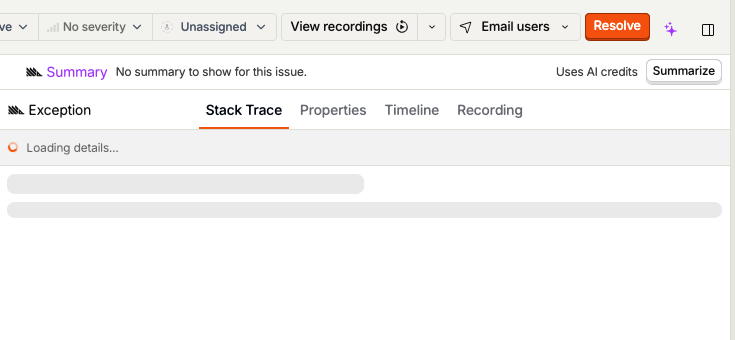 ve No severity Unassigned View recordings Email users Resolve
Summary No summary to show for this issue. Uses AI credits Summarize
Exception Stack Trace Properties Timeline Recording
Loading details...